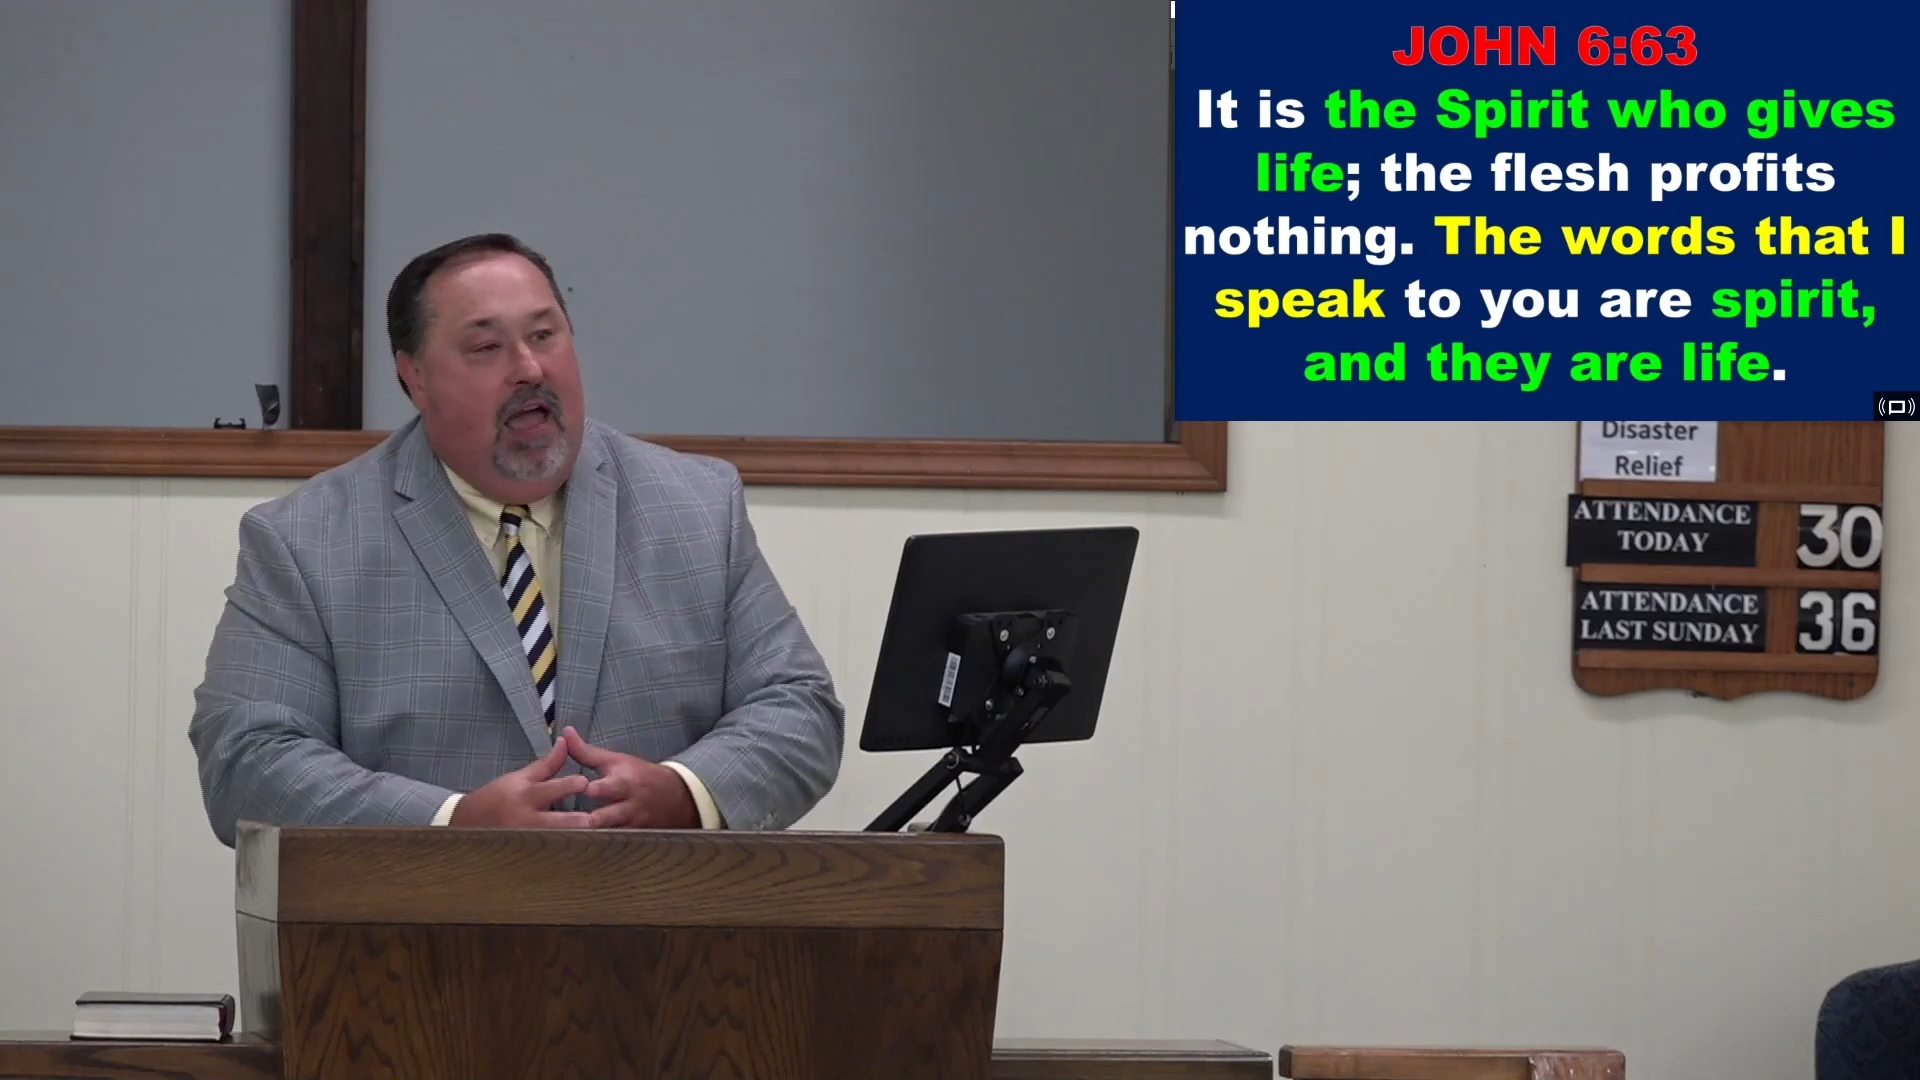 JOHN 6:63
It is the Spirit who gives
life; the flesh profits
nothing. The words that I
speak to you are spirit,
and they are life.
Disaster
Relief
ATTENDANCE
TODAY
30
ATTENDANCE
LAST SUNDAY
36